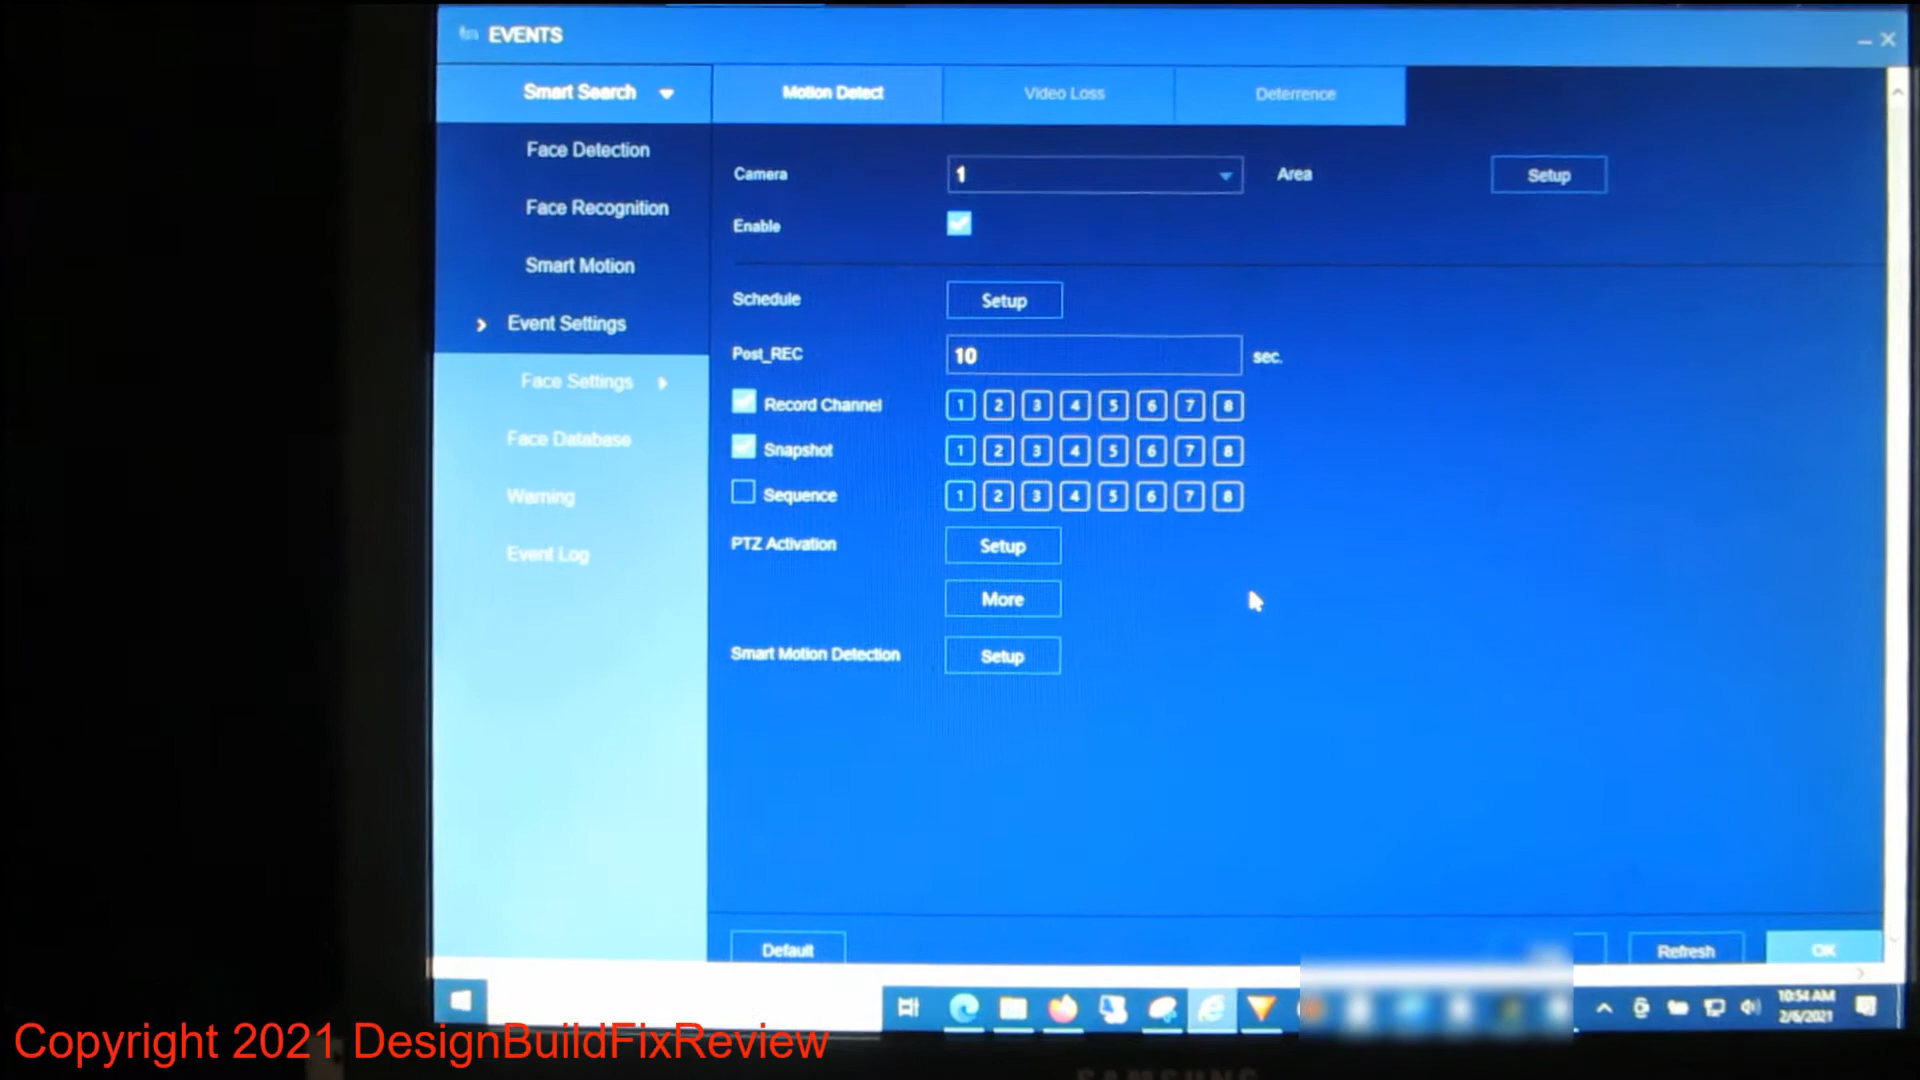 EVENTS
Smart Search
Motion Detect
Video Loss
Deterrence
Face Detection
Face Recognition
Smart Motion
Event Settings
Face Settings
Face Database
Warning
Event Log
Camera 1 Area Setup
Enable
Schedule Setup
Post_REC 10 sec.
Record Channel 1 2 3 4 5 6 7 8
Snapshot 1 2 3 4 5 6 7 8
Sequence 1 2 3 4 5 6 7 8
PTZ Activation Setup
More
Smart Motion Detection Setup
Default Refresh OK
10:54 AM
2/6/2021
Copyright 2021 DesignBuildFixReview
SAMSUNG